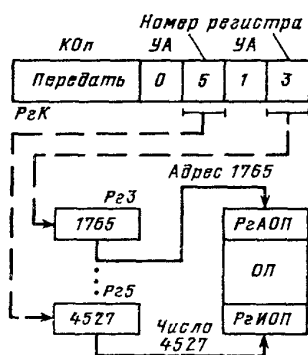 Номер регистра
КОп УА УА
Передать 0 5 1 3
РгК
Адрес 1765
Рг3
1765 РгАОП
ОП
Рг5
4527 РгИОП
Число
4527